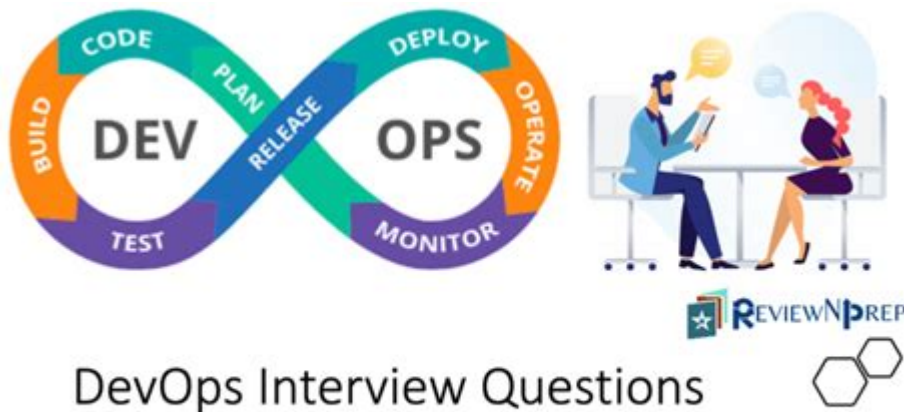 CODE
PLAN
BUILD
DEV
TEST
RELEASE
DEPLOY
OPS
OPERATE
MONITOR
REVIEWNPREP
DevOps Interview Questions